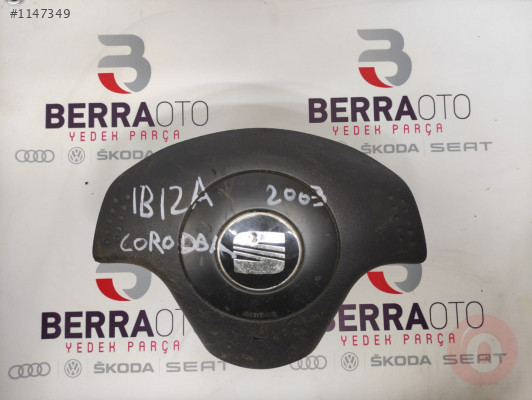 #1147349
BERRAOTO
YEDEK PARÇA
ŠKODA SEAT
BERRAOTO
YEDEK PARÇA
ŠKODA SEAT
IBIZA 2003
CORODBA
BERRAOTO
YEDEK PARÇA
ŠKODA SEAT
BERRAOTO
YEDEK PARÇA
ŠKODA SEAT